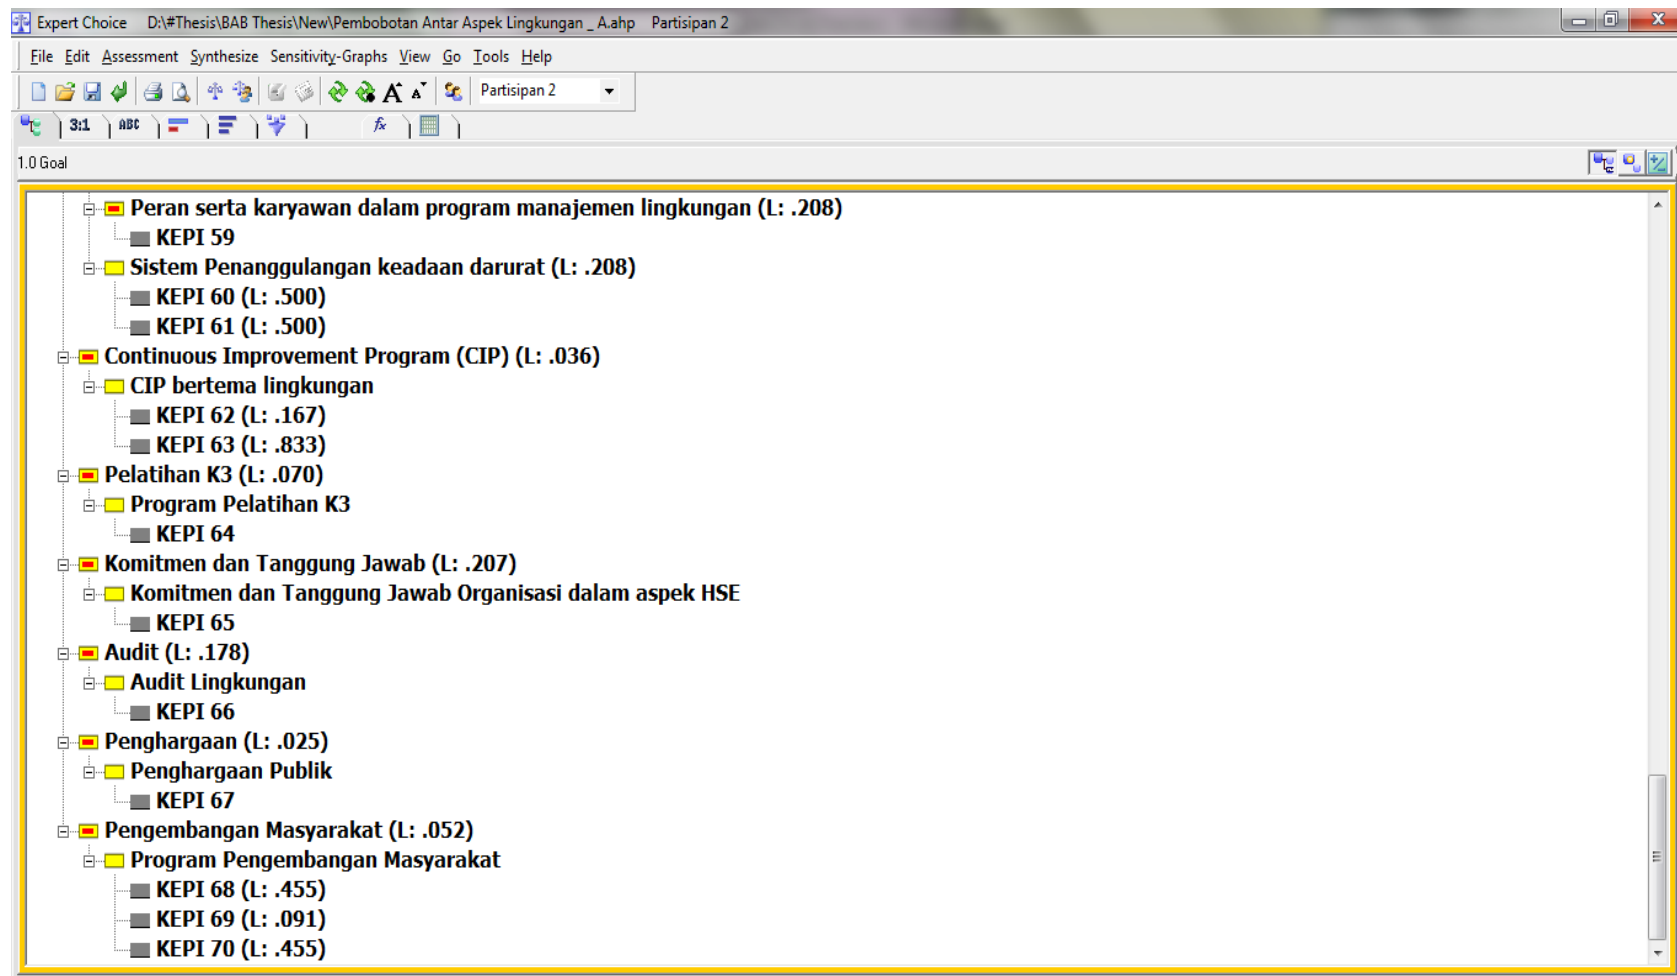 Expert Choice D:\#Thesis\BAB Thesis\New\Pembobotan Antar Aspek Lingkungan _ A.ahp Partisipan 2
File Edit Assessment Synthesize Sensitivity-Graphs View Go Tools Help
A A Partisipan 2
3:1 ABC fx
1.0 Goal
Peran serta karyawan dalam program manajemen lingkungan (L: .208)
KEPI 59
Sistem Penanggulangan keadaan darurat (L: .208)
KEPI 60 (L: .500)
KEPI 61 (L: .500)
Continuous Improvement Program (CIP) (L: .036)
CIP bertema lingkungan
KEPI 62 (L: .167)
KEPI 63 (L: .833)
Pelatihan K3 (L: .070)
Program Pelatihan K3
KEPI 64
Komitmen dan Tanggung Jawab (L: .207)
Komitmen dan Tanggung Jawab Organisasi dalam aspek HSE
KEPI 65
Audit (L: .178)
Audit Lingkungan
KEPI 66
Penghargaan (L: .025)
Penghargaan Publik
KEPI 67
Pengembangan Masyarakat (L: .052)
Program Pengembangan Masyarakat
KEPI 68 (L: .455)
KEPI 69 (L: .091)
KEPI 70 (L: .455)